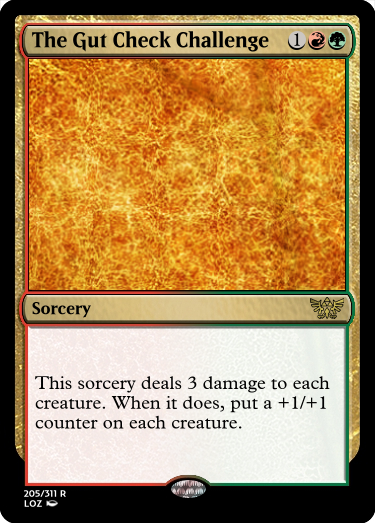 The Gut Check Challenge 1
Sorcery
This sorcery deals 3 damage to each
creature. When it does, put a +1/+1
counter on each creature.
205/311 R
LOZ